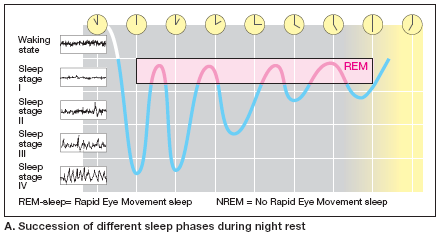 Waking
state
Sleep
stage
I
Sleep
stage
II
Sleep
stage
III
Sleep
stage
IV
REM
REM-sleep= Rapid Eye Movement sleep NREM = No Rapid Eye Movement sleep
A. Succession of different sleep phases during night rest